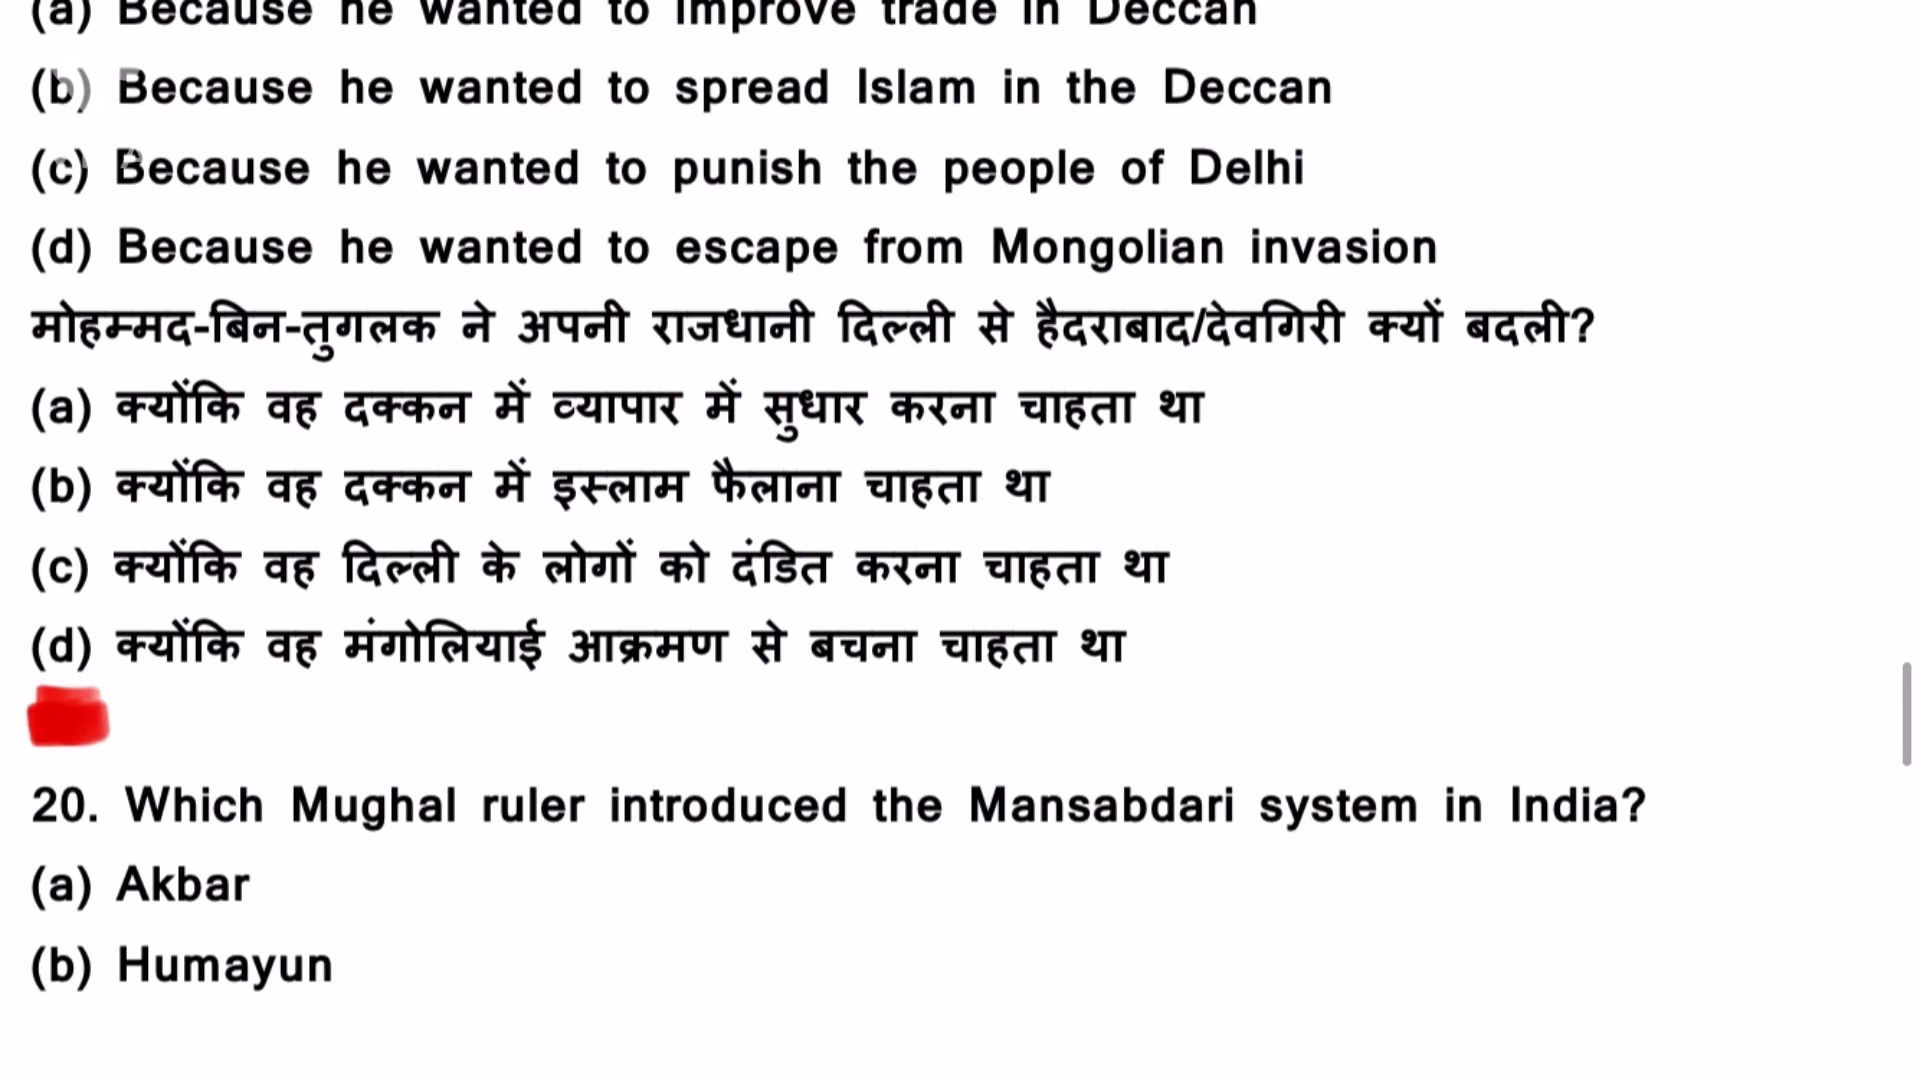 (a) Because he wanted to improve trade in Deccan
(b) Because he wanted to spread Islam in the Deccan
(c) Because he wanted to punish the people of Delhi
(d) Because he wanted to escape from Mongolian invasion
मोहम्मद-बिन-तुगलक ने अपनी राजधानी दिल्ली से हैदराबाद/देवगिरी क्यों बदली?
(a) क्योंकि वह दक्कन में व्यापार में सुधार करना चाहता था
(b) क्योंकि वह दक्कन में इस्लाम फैलाना चाहता था
(c) क्योंकि वह दिल्ली के लोगों को दंडित करना चाहता था
(d) क्योंकि वह मंगोलियाई आक्रमण से बचना चाहता था
20. Which Mughal ruler introduced the Mansabdari system in India?
(a) Akbar
(b) Humayun